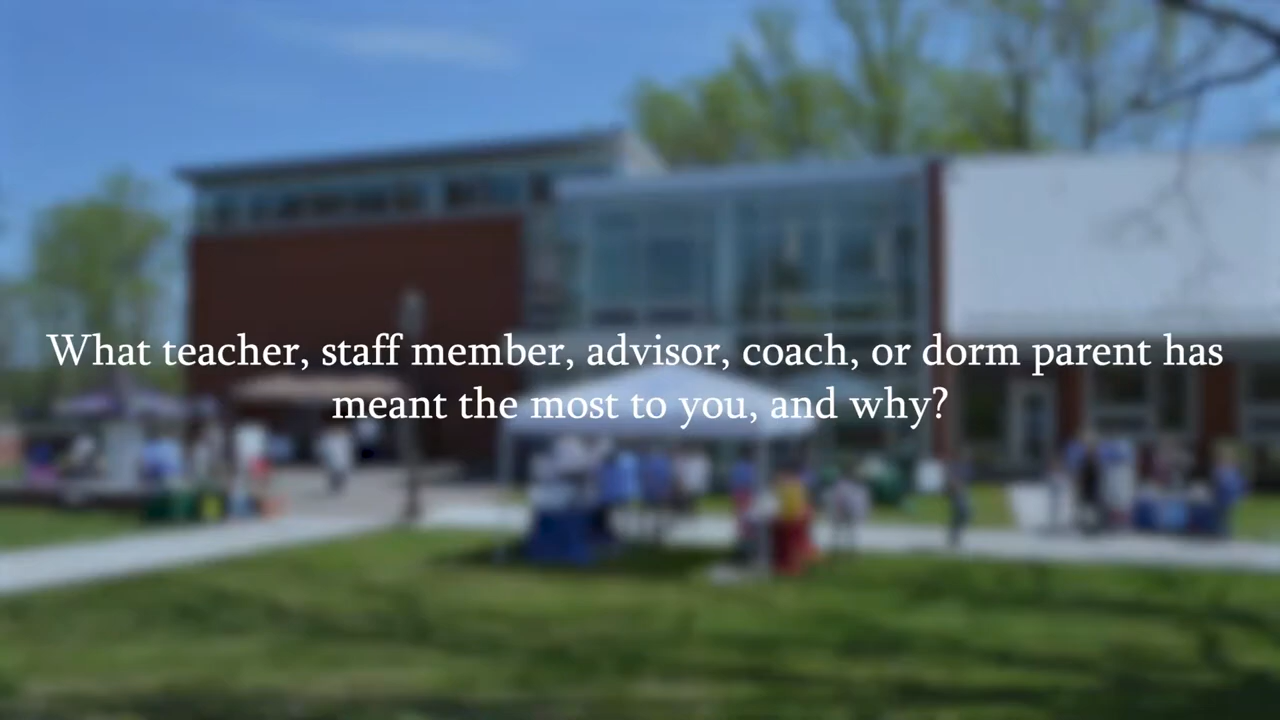 What teacher, staff member, advisor, coach, or dorm parent has
meant the most to you, and why?